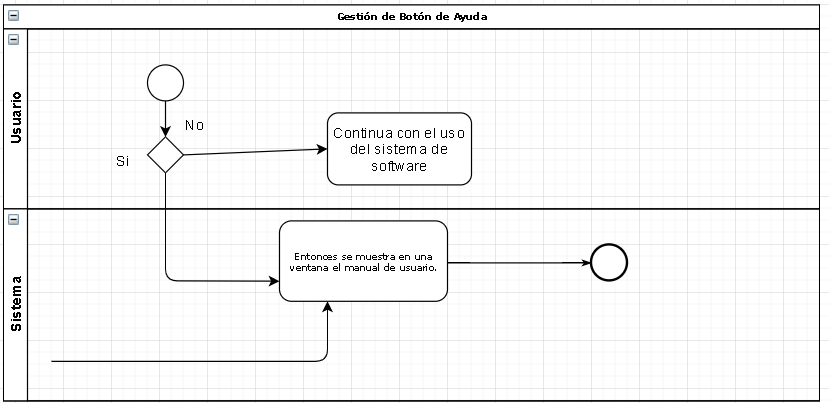 Gestión de Botón de Ayuda
Usuario
No
Si
Continua con el uso
del sistema de
software
Sistema
Entonces se muestra en una
ventana el manual de usuario.